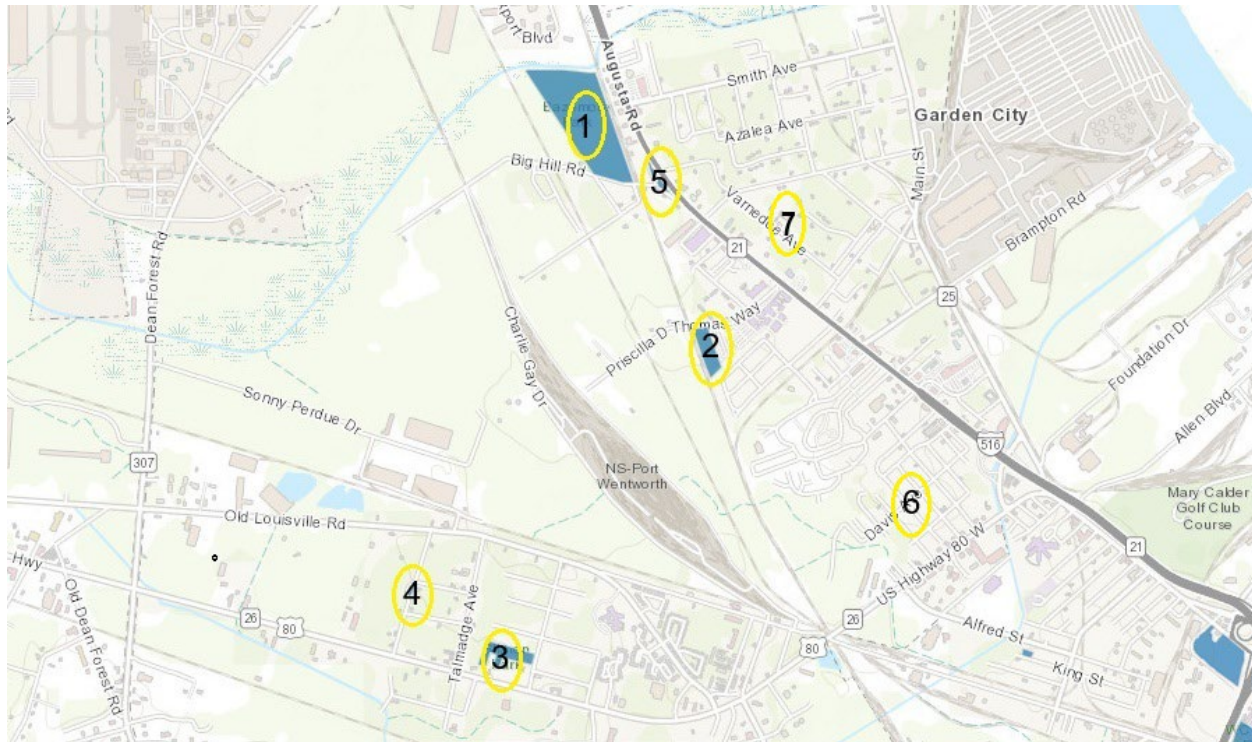 Blvd
Augusta Rd
Smith Ave
1
Azalea Ave
Garden City
Big Hill Rd
5
Varnedoe Ave
7
Main St
Brampton Rd
21
25
Dean Forest Rd
Charlie Gay Dr
Priscilla D Thomas Way
2
Foundation Dr
Allen Blvd
Sonny Perdue Dr
516
307
NS-Port
Wentworth
Mary Calder
Golf Club
Course
6
Old Louisville Rd
US Highway 80 W
21
Hwy
Old Dean Forest Rd
4
Talmadge Ave
26
80
26
80
Alfred St
King St
3